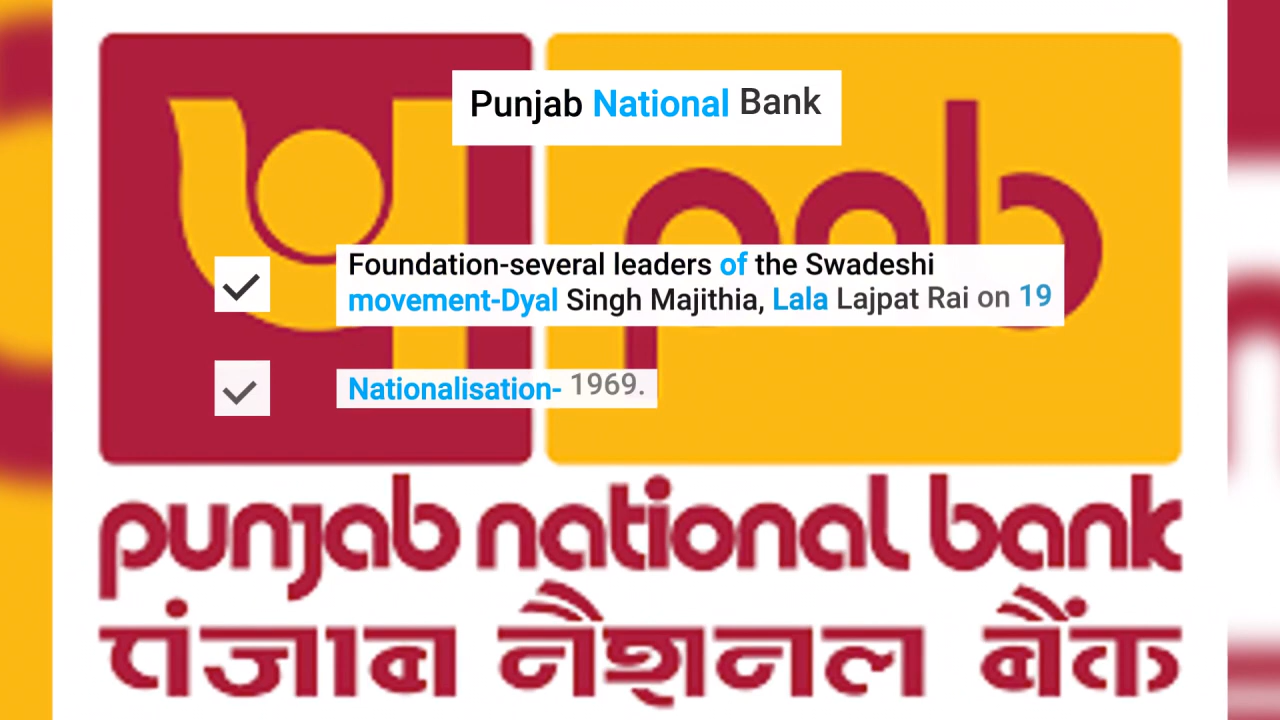 Punjab National Bank
Foundation-several leaders of the Swadeshi
movement-Dyal Singh Majithia, Lala Lajpat Rai on 19
Nationalisation- 1969.
pnb
punjab national bank
पंजाब नैशनल बैंक